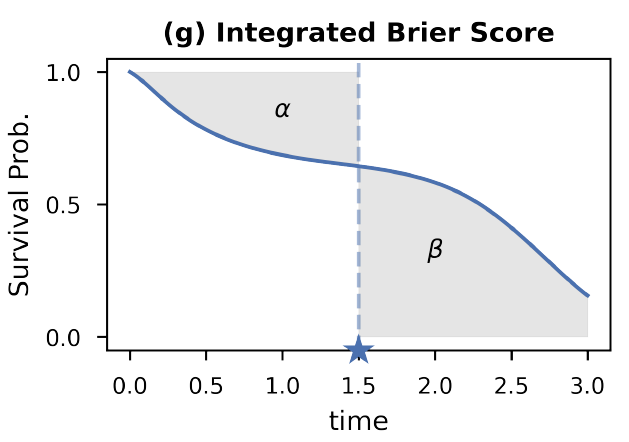 (g) Integrated Brier Score
Survival Prob.
1.0
0.5
0.0
α
β
0.0 0.5 1.0 1.5 2.0 2.5 3.0
time